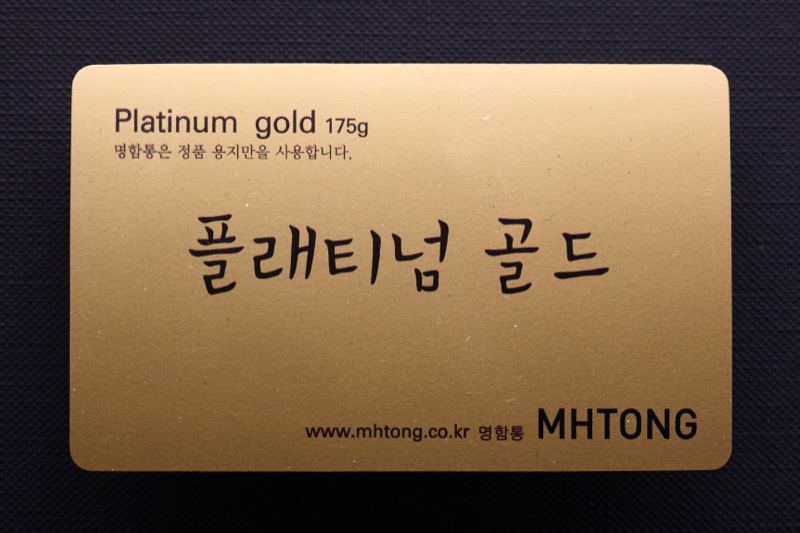 Platinum gold 175g
명함통은 정품 용지만을 사용합니다.
플래티넘 골드
www.mhtong.co.kr 명함통 MHTONG